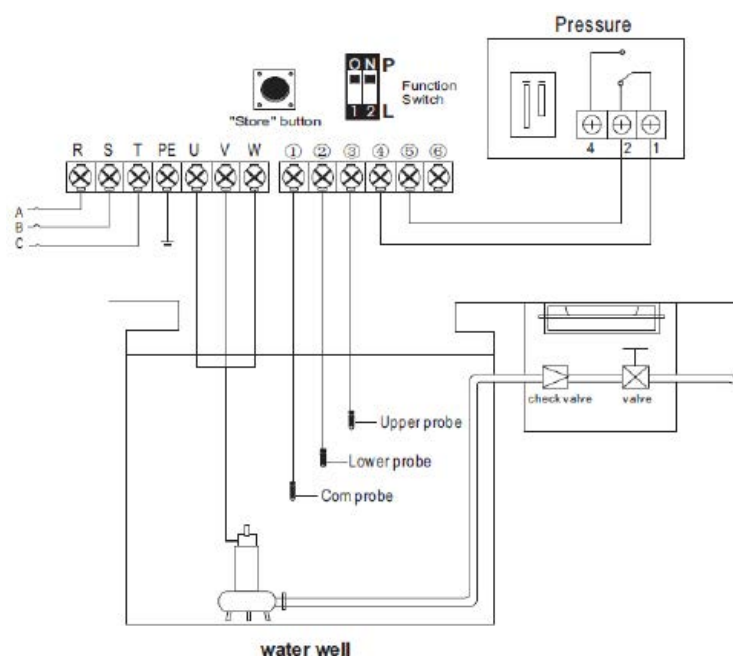 Pressure
O N P
Function
Switch
1 2 L
"Store" button
4 2 1
R S T PE U V W ① ② ③ ④ ⑤ ⑥
A
B
C
check valve
valve
Upper probe
Lower probe
Com probe
water well